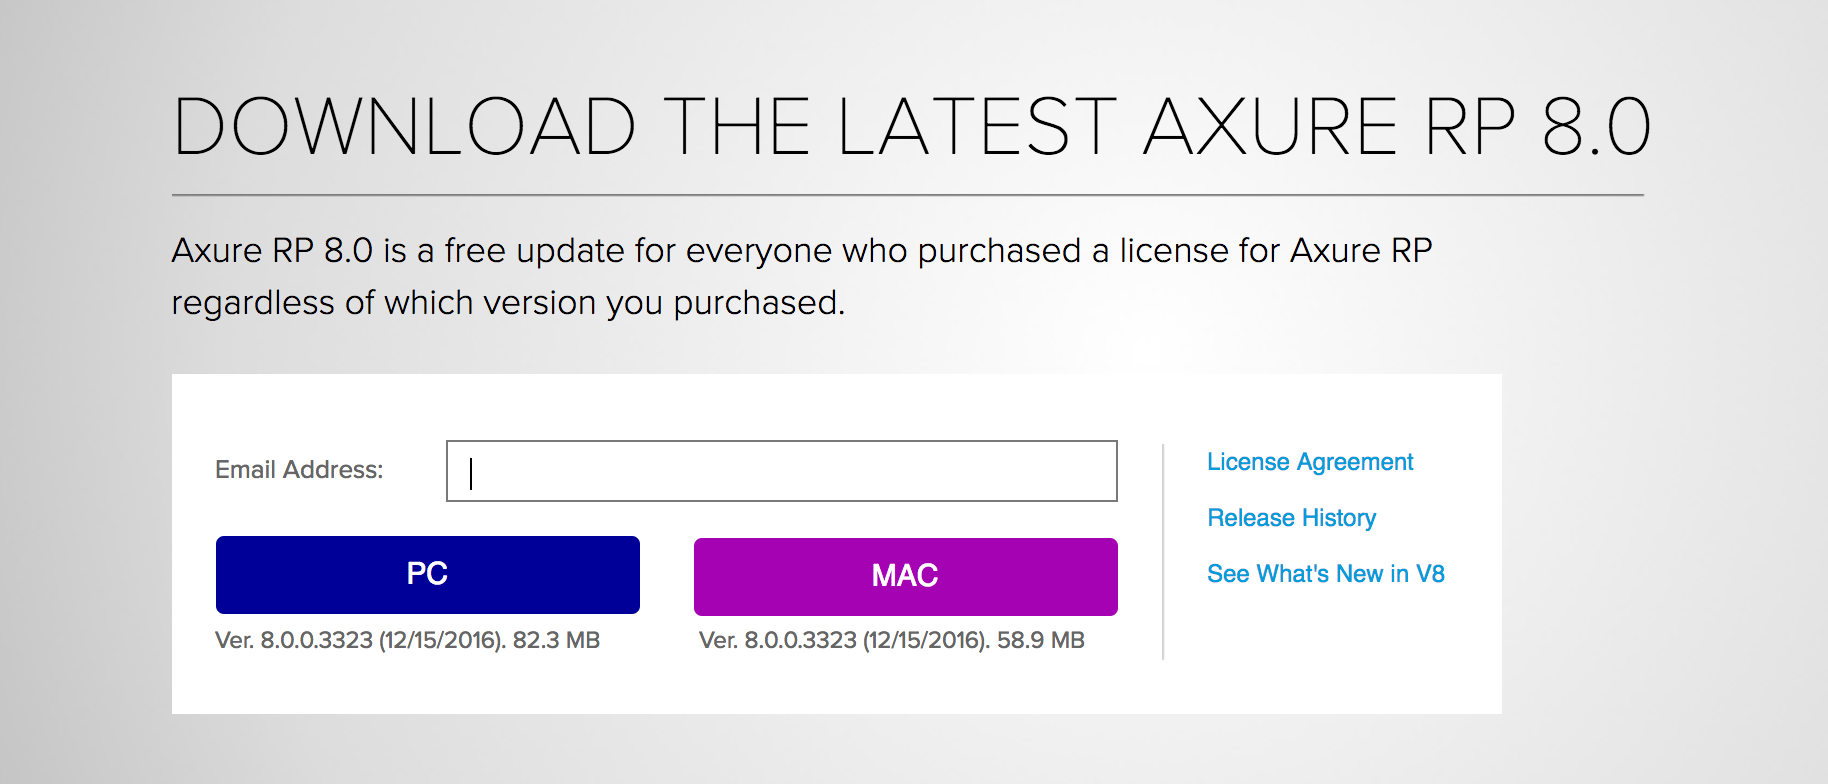 DOWNLOAD THE LATEST AXURE RP 8.0
Axure RP 8.0 is a free update for everyone who purchased a license for Axure RP
regardless of which version you purchased.
Email Address:
PC
MAC
Ver. 8.0.0.3323 (12/15/2016). 82.3 MB
Ver. 8.0.0.3323 (12/15/2016). 58.9 MB
License Agreement
Release History
See What's New in V8